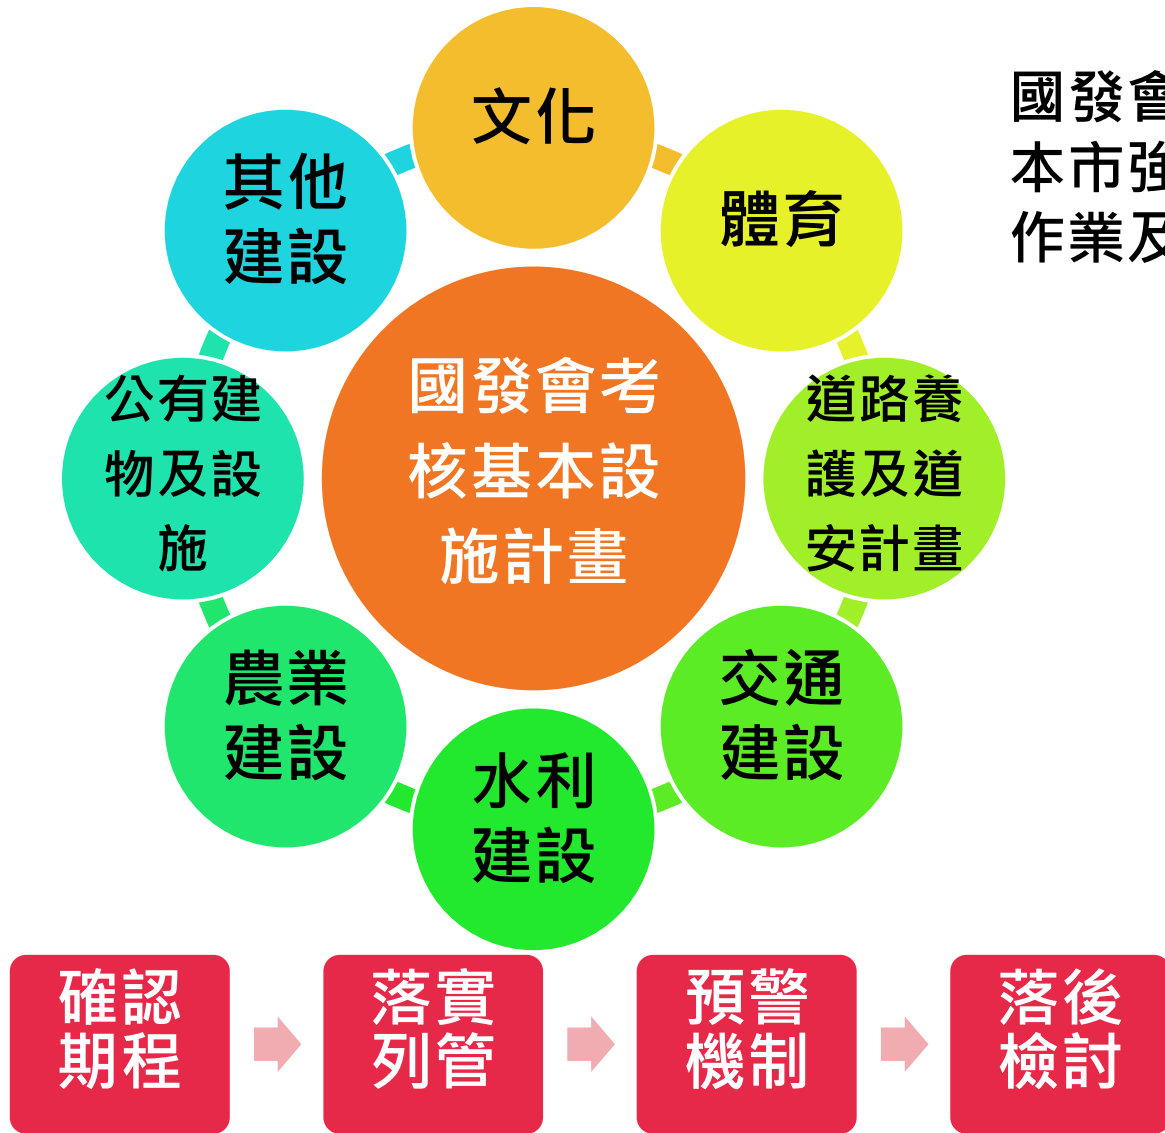 文化
體育
道路養
護及道
安計畫
交通
建設
水利
建設
農業
建設
公有建
物及設
施
其他
建設
國發會考
核基本設
施計畫
國發會
本市強
作業及
確認
期程
落實
列管
預警
機制
落後
檢討